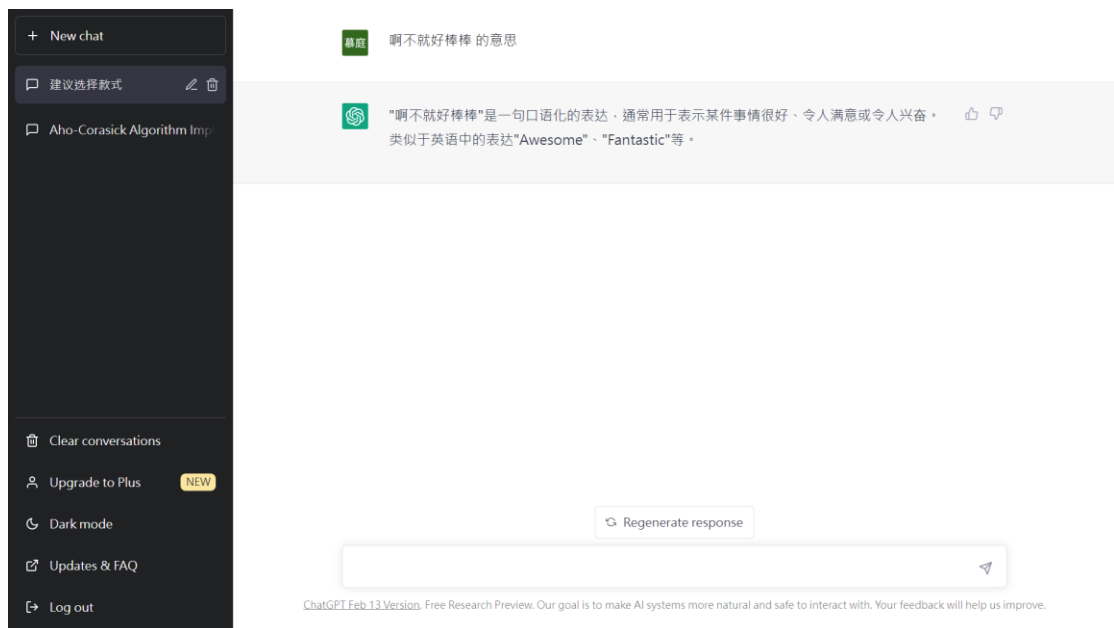 New chat
建议选择款式
Aho-Corasick Algorithm Impl
Clear conversations
Upgrade to Plus
NEW
Dark mode
Updates & FAQ
Log out
慕庭
啊不就好棒棒 的意思
"啊不就好棒棒"是一句口语化的表达,通常用于表示某件事情很好、令人满意或令人兴奋。
类似于英语中的表达"Awesome"、"Fantastic"等。
Regenerate response
ChatGPT Feb 13 Version. Free Research Preview. Our goal is to make AI systems more natural and safe to interact with. Your feedback will help us improve.